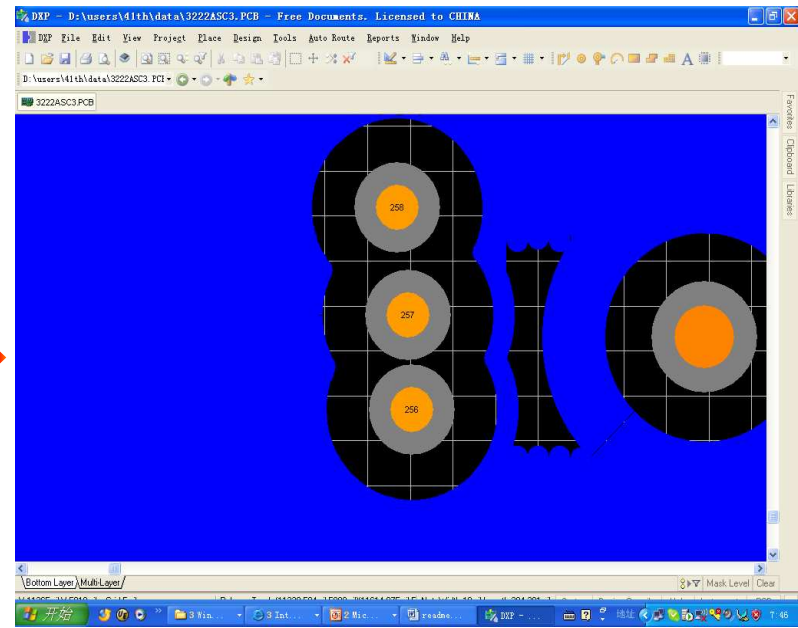 DXP - D:\users\41th\data\3222ASC3.PCB - Free Documents. Licensed to CHINA
DXP File Edit View Project Place Design Tools Auto Route Reports Window Help
D:\users\41th\data\3222ASC3.PCI
3222ASC3.PCB
Favorites
Clipboard
Libraries
258
257
256
Bottom Layer Multi-Layer
Mask Level Clear
开始 3 Win... 3 Int... 2 Mic... readme... DXP - ... 地址 7:46